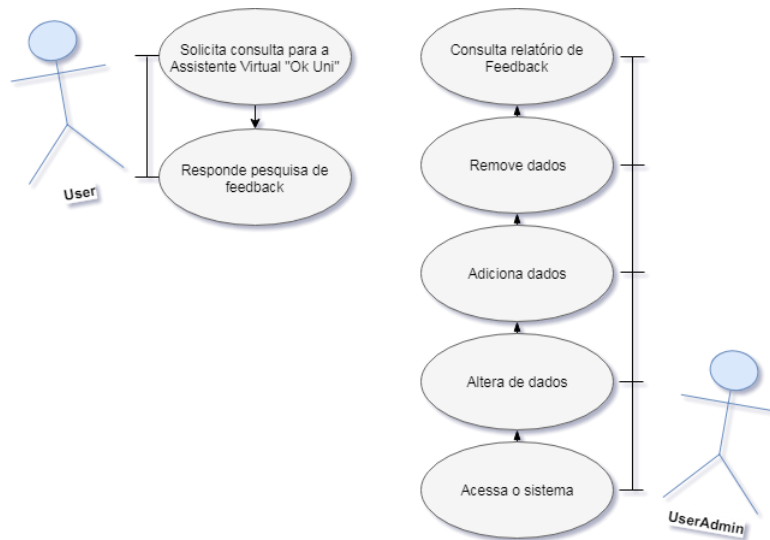 Solicita consulta para a
Assistente Virtual "Ok Uni"
Responde pesquisa de
feedback
User
Consulta relatório de
Feedback
Remove dados
Adiciona dados
Altera de dados
Acessa o sistema
UserAdmin